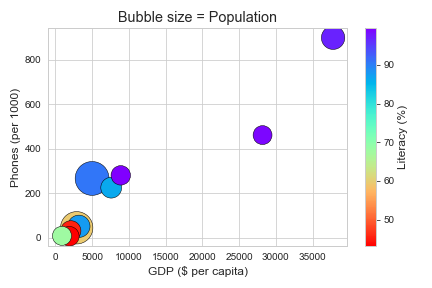 Bubble size = Population
Phones (per 1000)
800
600
400
200
0
0 5000 10000 15000 20000 25000 30000 35000
GDP ($ per capita)
90
80
70
60
50
Literacy (%)